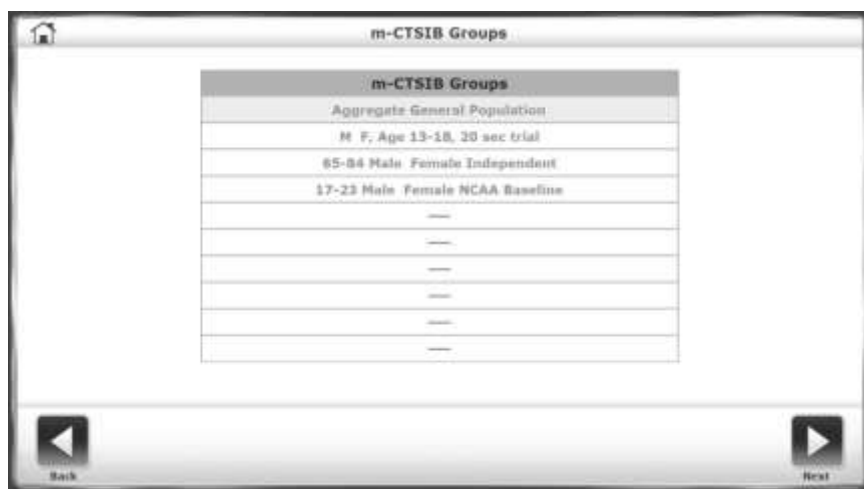 m-CTSIB Groups
m-CTSIB Groups
Aggregate General Population
M F, Age 13-18, 20 sec trial
65-84 Male Female Independent
17-23 Male Female NCAA Baseline
----
----
----
----
----
----
Back
Next